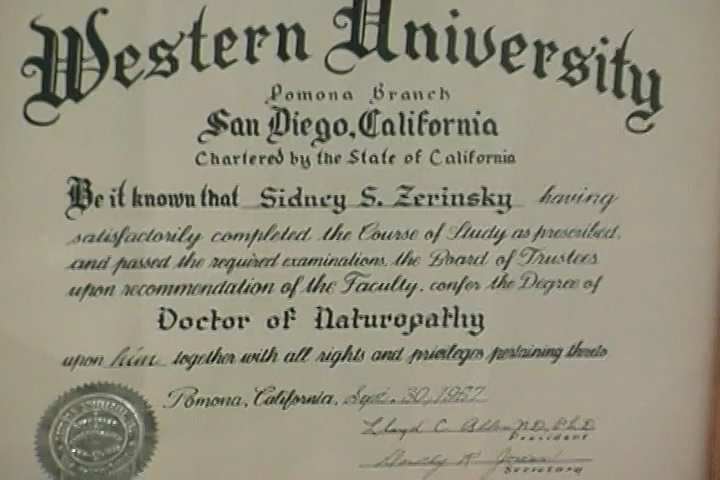 Western University
Pomona Branch
San Diego, California
Chartered by the State of California
Be it known that Sidney S. Zerinsky having
satisfactorily completed the Course of Study as prescribed,
and passed the required examinations, the Board of Trustees
upon recommendation of the Faculty, confer the Degree of
Doctor of Naturopathy
upon him together with all rights and privileges pertaining thereto
Pomona, California, Sept. 30, 1967
Lloyd C. N.D., Ph.D.
President
Secretary